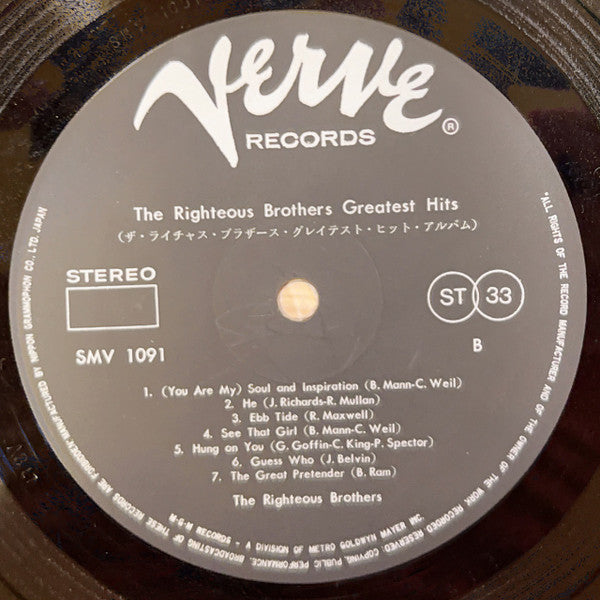 VERVE
RECORDS ®
The Righteous Brothers Greatest Hits
(ザ・ライチャス・ブラザース・グレイテスト・ヒット・アルバム)
STEREO
ST 33
SMV 1091
B
1. (You Are My) Soul and Inspiration (B. Mann-C. Weil)
2. He (J. Richards-R. Mullan)
3. Ebb Tide (R. Maxwell)
4. See That Girl (B. Mann-C. Weil)
5. Hung on You (G. Goffin-C. King-P. Spector)
6. Guess Who (J. Belvin)
7. The Great Pretender (B. Ram)
The Righteous Brothers
M-G-M RECORDS - A DIVISION OF METRO GOLDWYN MAYER INC
"ALL RIGHTS OF THE RECORD MANUFACTURER AND OF THE OWNER OF THE WORK RECORDED RESERVED COPYING, PUBLIC PERFORMANCE, BROADCASTING OF THESE RECORDS ARE FORBIDDEN" MANUFACTURED BY NIPPON GRAMMOPHON CO., LTD. JAPAN